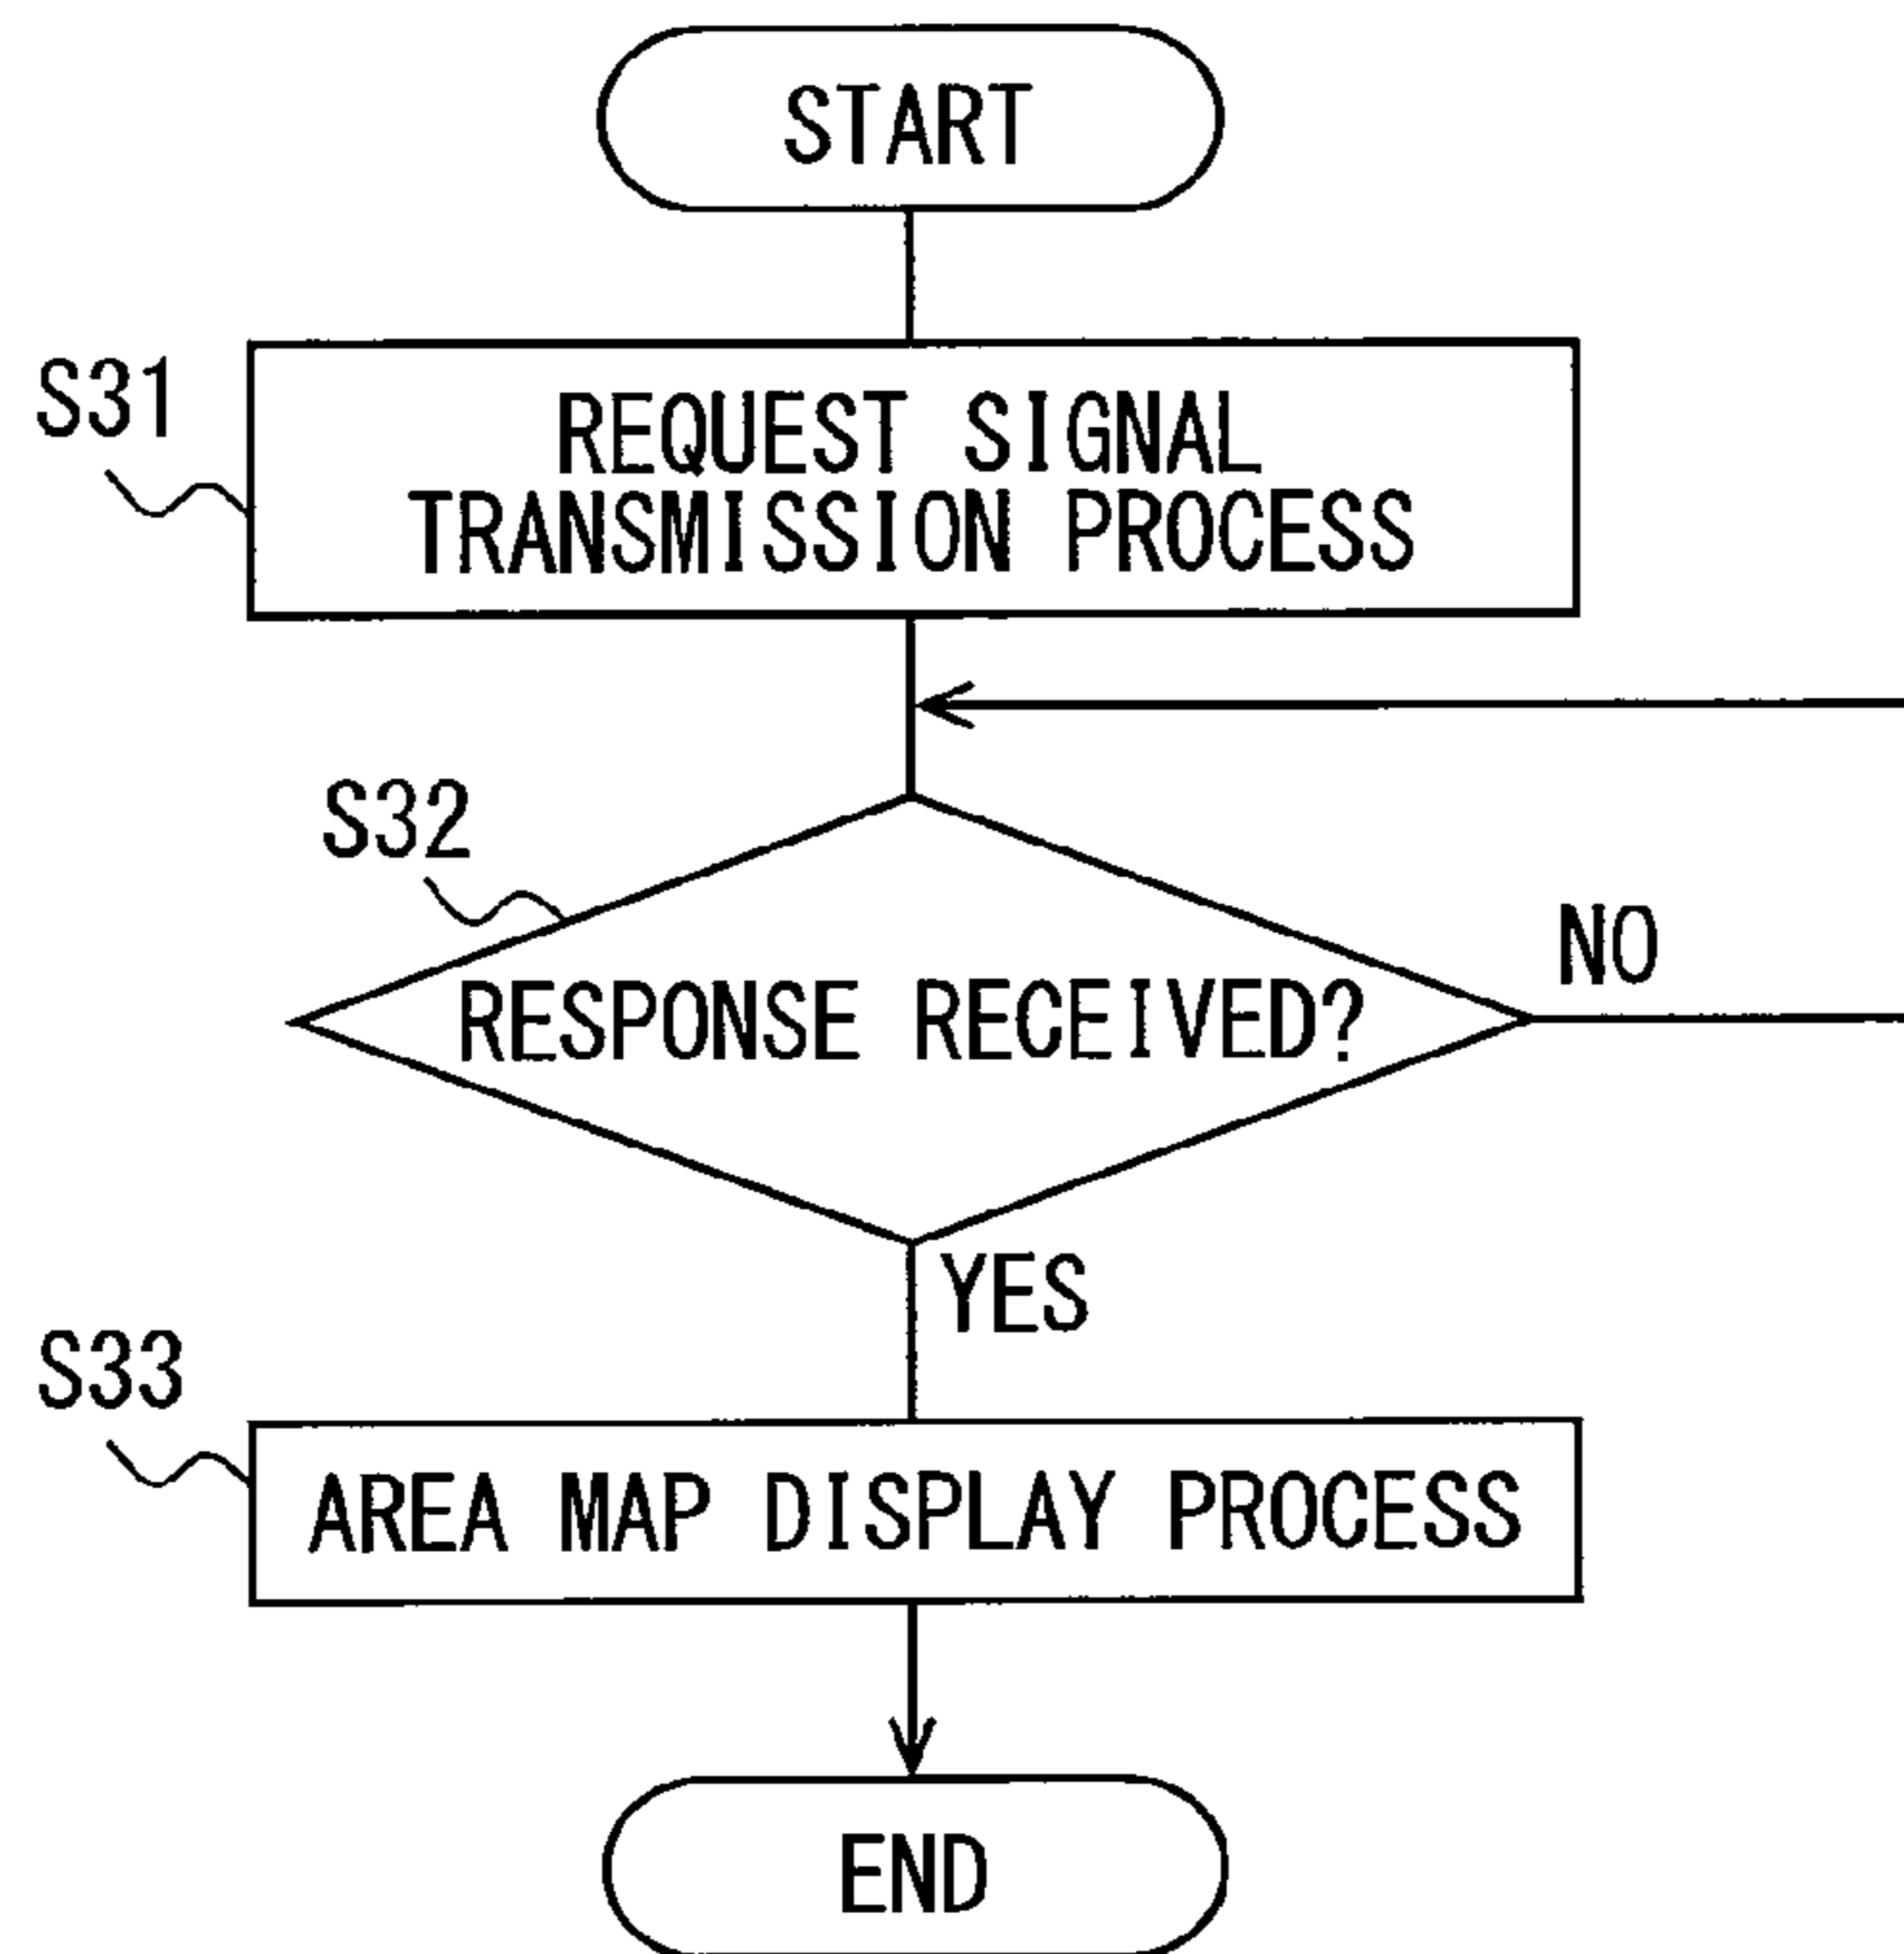 START
S31
REQUEST SIGNAL
TRANSMISSION PROCESS
S32
RESPONSE RECEIVED?
NO
YES
S33
AREA MAP DISPLAY PROCESS
END